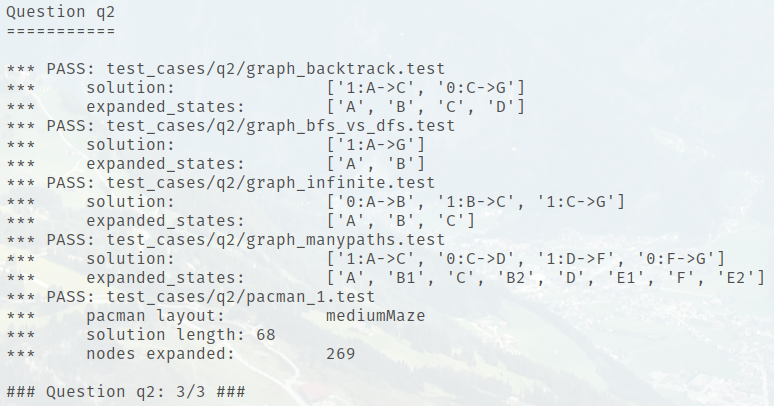 Question q2
===========
*** PASS: test_cases/q2/graph_backtrack.test
***     solution:               ['1:A->C', '0:C->G']
***     expanded_states:        ['A', 'B', 'C', 'D']
*** PASS: test_cases/q2/graph_bfs_vs_dfs.test
***     solution:               ['1:A->G']
***     expanded_states:        ['A', 'B']
*** PASS: test_cases/q2/graph_infinite.test
***     solution:               ['0:A->B', '1:B->C', '1:C->G']
***     expanded_states:        ['A', 'B', 'C']
*** PASS: test_cases/q2/graph_manypaths.test
***     solution:               ['1:A->C', '0:C->D', '1:D->F', '0:F->G']
***     expanded_states:        ['A', 'B1', 'C', 'B2', 'D', 'E1', 'F', 'E2']
*** PASS: test_cases/q2/pacman_1.test
***     pacman layout:          mediumMaze
***     solution length: 68
***     nodes expanded:         269
### Question q2: 3/3 ###